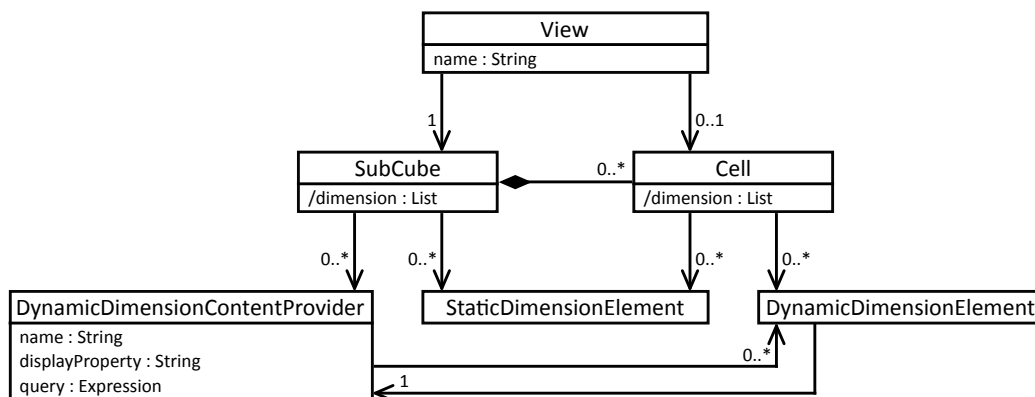 View
name : String
1
0..1
SubCube
0..*
Cell
/dimension : List
/dimension : List
0..*
0..*
0..*
0..*
DynamicDimensionContentProvider
StaticDimensionElement
DynamicDimensionElement
name : String
displayProperty : String
0..*
query : Expression
1